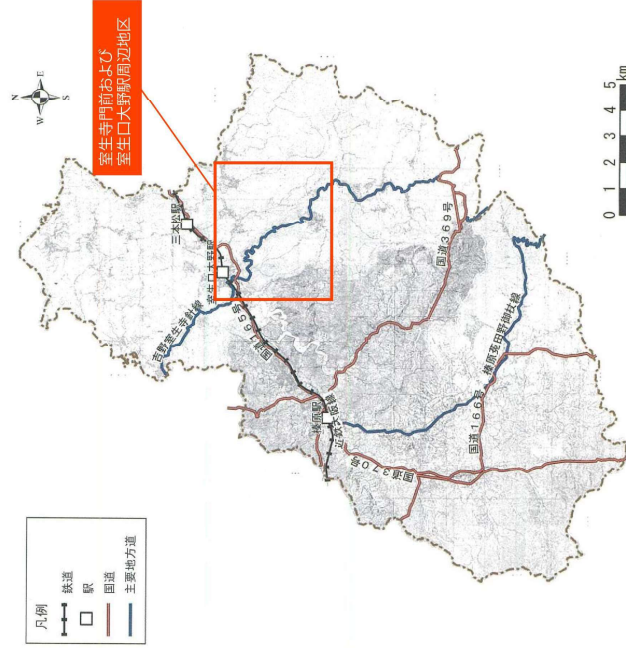 室生寺門前および
室生口大野駅周辺地区
N
W
E
S
三本松駅
室生口大野駅
吉野室生寺針線
国道165号
榛原駅
近鉄大阪線
国道369号
国道370号
国道166号
榛原菟田野御杖線
凡例
鉄道
駅
国道
主要地方道
0 1 2 3 4 5
km